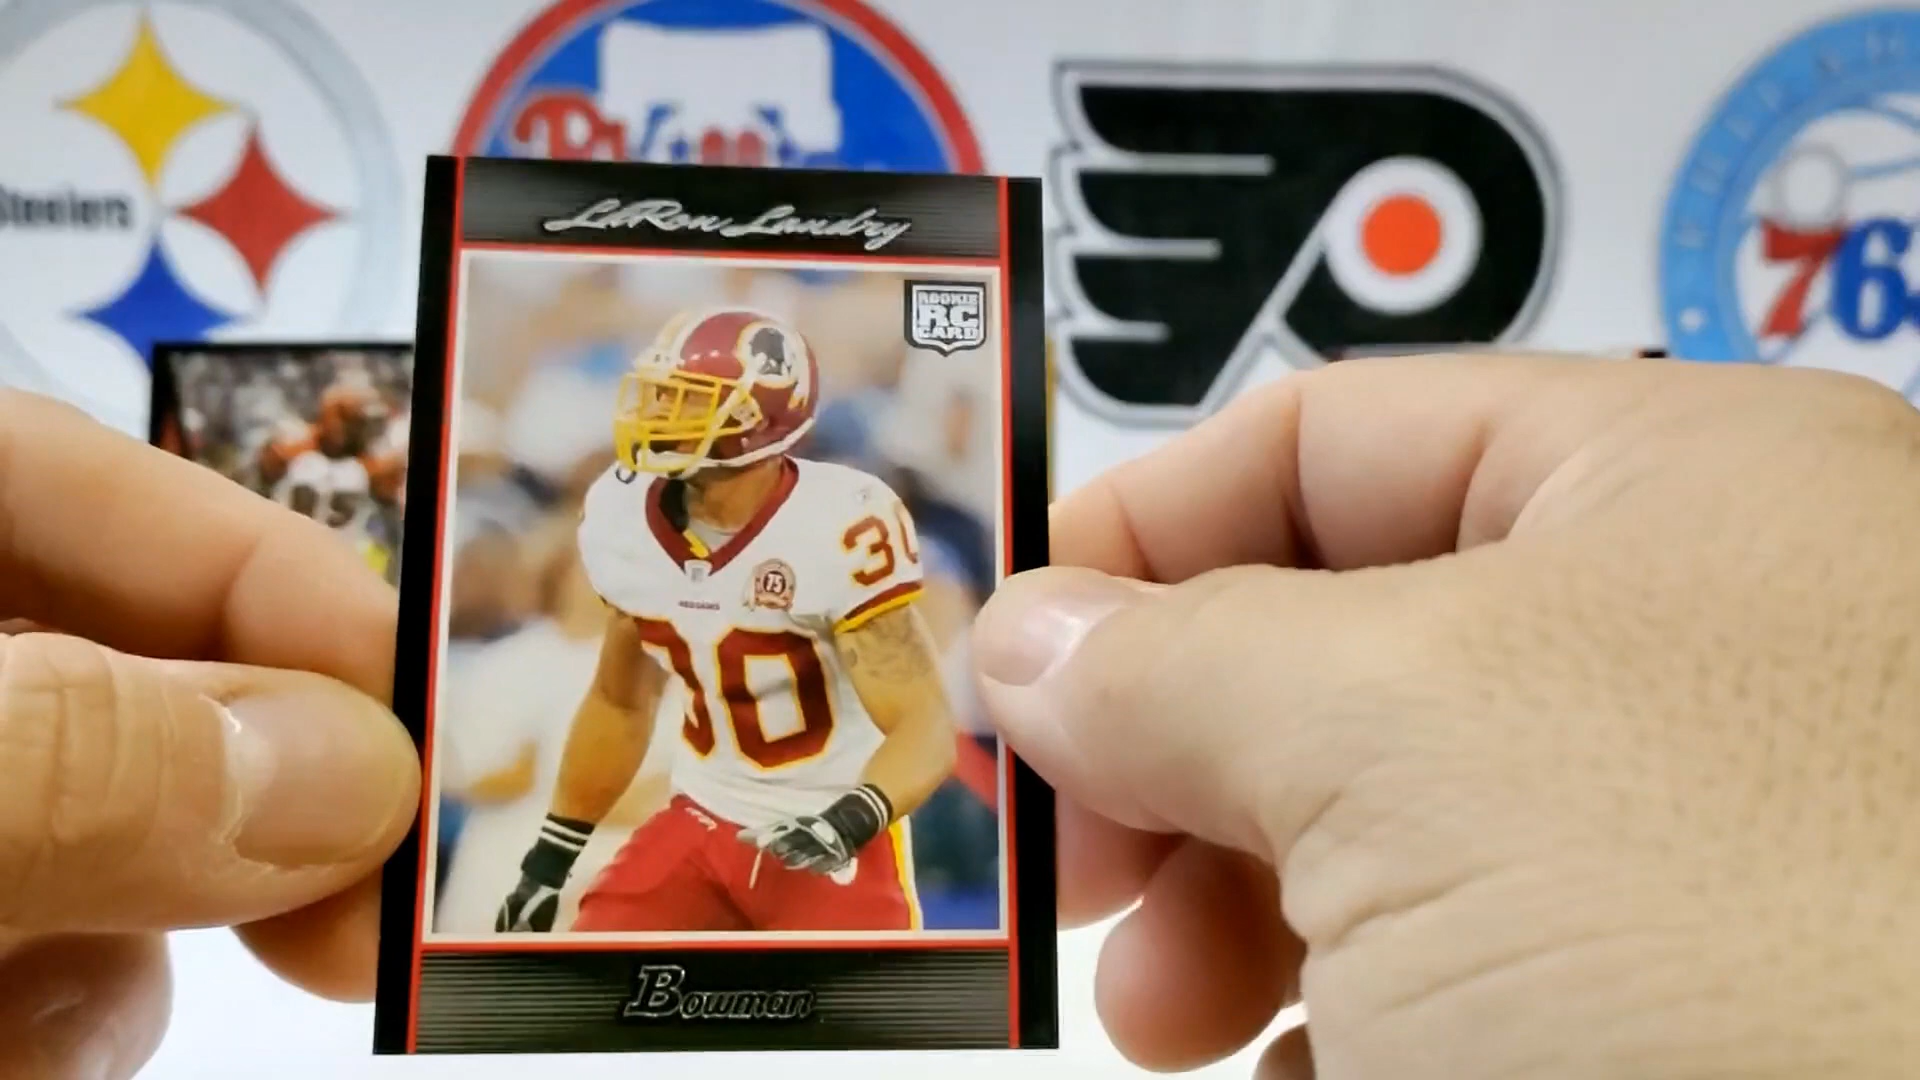 Steelers
LaRon Landry
ROOKIE
RC
CARD
30
75
REDSKINS
30
Bowman
76